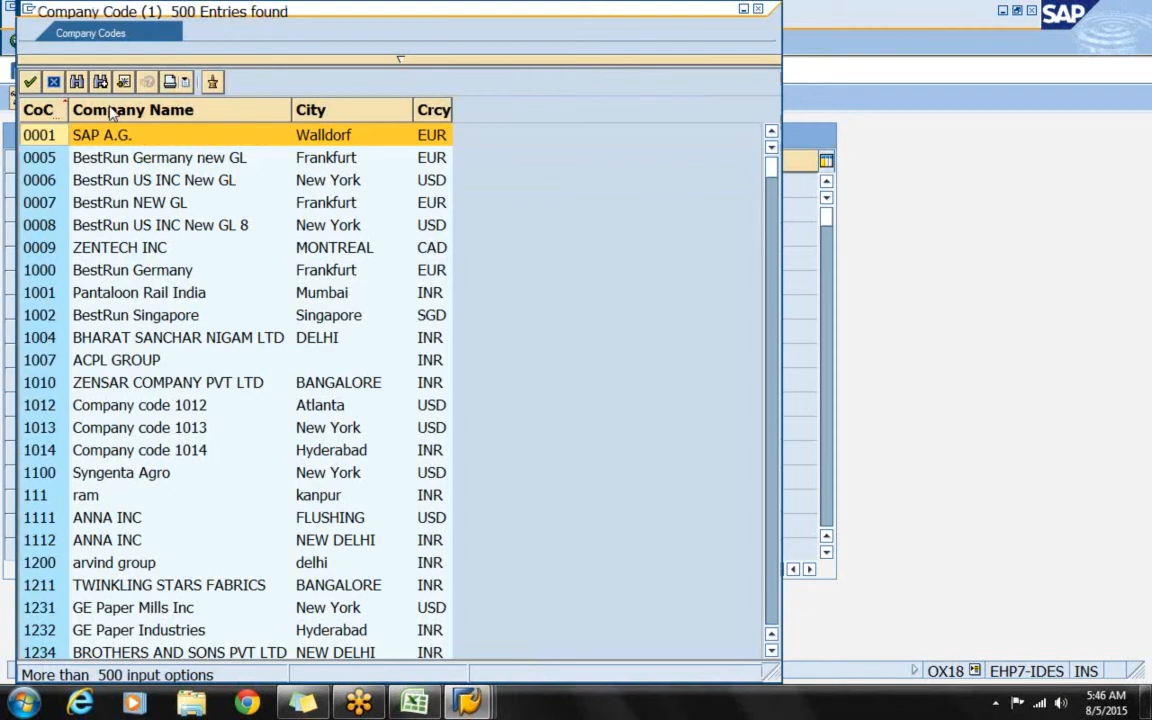 Company Code (1) 500 Entries found
SAP
Company Codes
CoC Company Name City Crcy
0001 SAP A.G. Walldorf EUR
0005 BestRun Germany new GL Frankfurt EUR
0006 BestRun US INC New GL New York USD
0007 BestRun NEW GL Frankfurt EUR
0008 BestRun US INC New GL 8 New York USD
0009 ZENTECH INC MONTREAL CAD
1000 BestRun Germany Frankfurt EUR
1001 Pantaloon Rail India Mumbai INR
1002 BestRun Singapore Singapore SGD
1004 BHARAT SANCHAR NIGAM LTD DELHI INR
1007 ACPL GROUP INR
1010 ZENSAR COMPANY PVT LTD BANGALORE INR
1012 Company code 1012 Atlanta USD
1013 Company code 1013 New York USD
1014 Company code 1014 Hyderabad INR
1100 Syngenta Agro New York USD
111 ram kanpur INR
1111 ANNA INC FLUSHING USD
1112 ANNA INC NEW DELHI INR
1200 arvind group delhi INR
1211 TWINKLING STARS FABRICS BANGALORE INR
1231 GE Paper Mills Inc New York USD
1232 GE Paper Industries Hyderabad INR
1234 BROTHERS AND SONS PVT LTD NEW DELHI INR
More than 500 input options
OX18 EHP7-IDES INS
5:46 AM
8/5/2015